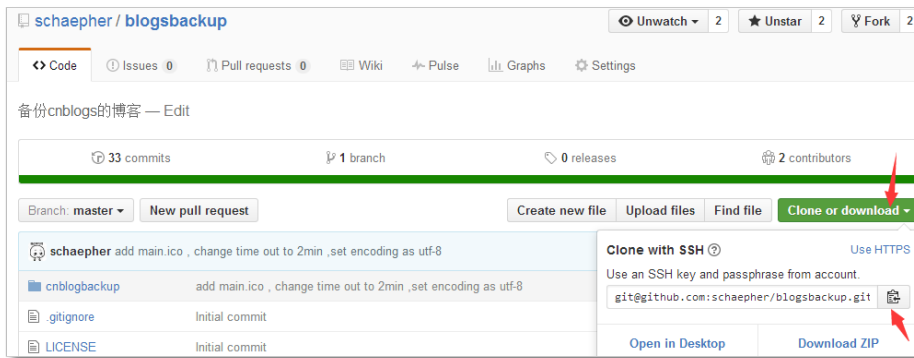 schaepher / blogsbackup Unwatch 2 Unstar 2 Fork 2
Code Issues 0 Pull requests 0 Wiki Pulse Graphs Settings
备份cnblogs的博客 — Edit
33 commits 1 branch 0 releases 2 contributors
Branch: master New pull request Create new file Upload files Find file Clone or download
schaepher add main.ico , change time out to 2min ,set encoding as utf-8
Clone with SSH ? Use HTTPS
Use an SSH key and passphrase from account.
cnblogbackup add main.ico , change time out to 2min ,set encoding as utf-8
git@github.com:schaepher/blogsbackup.git
.gitignore Initial commit
LICENSE Initial commit
Open in Desktop Download ZIP